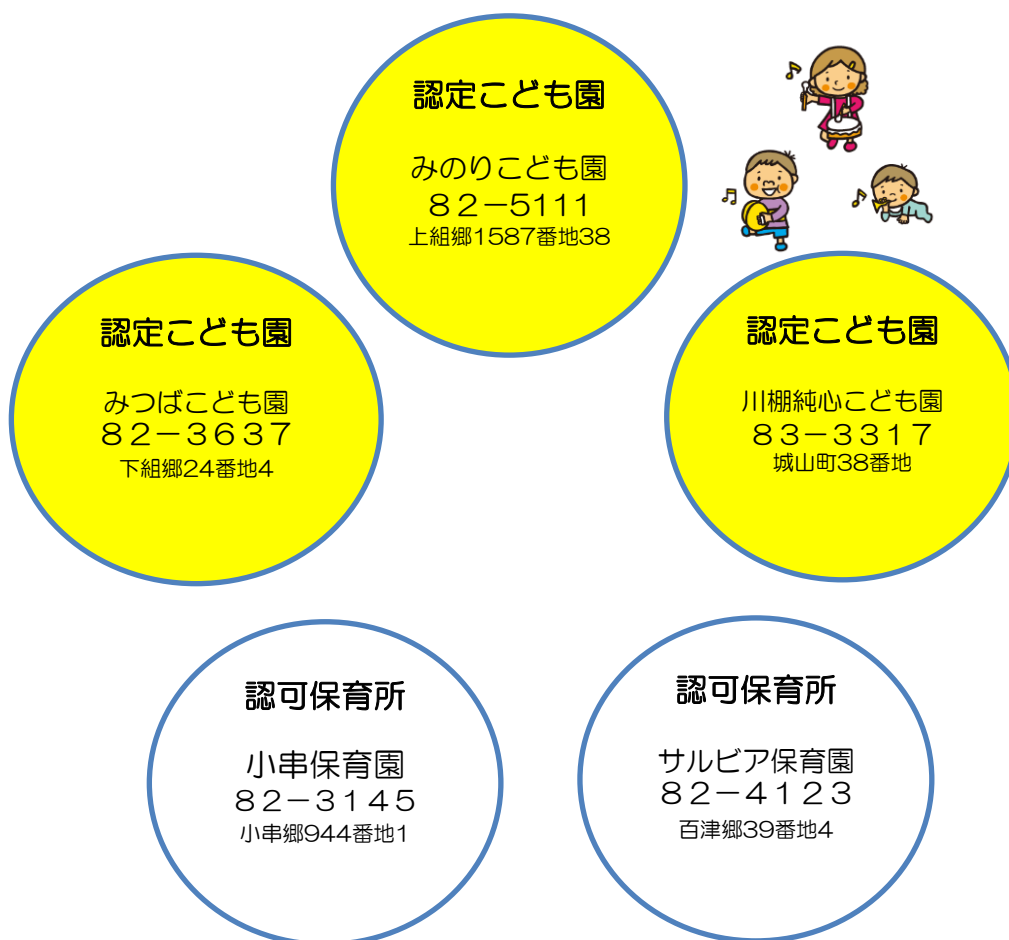 認定こども園
みのりこども園
８２－5111
上組郷1587番地38
認定こども園
みつばこども園
８２－３６３７
下組郷24番地4
認定こども園
川棚純心こども園
８３－３３１７
城山町38番地
認可保育所
小串保育園
８２－３１４５
小串郷944番地1
認可保育所
サルビア保育園
８２－４１２３
百津郷39番地4